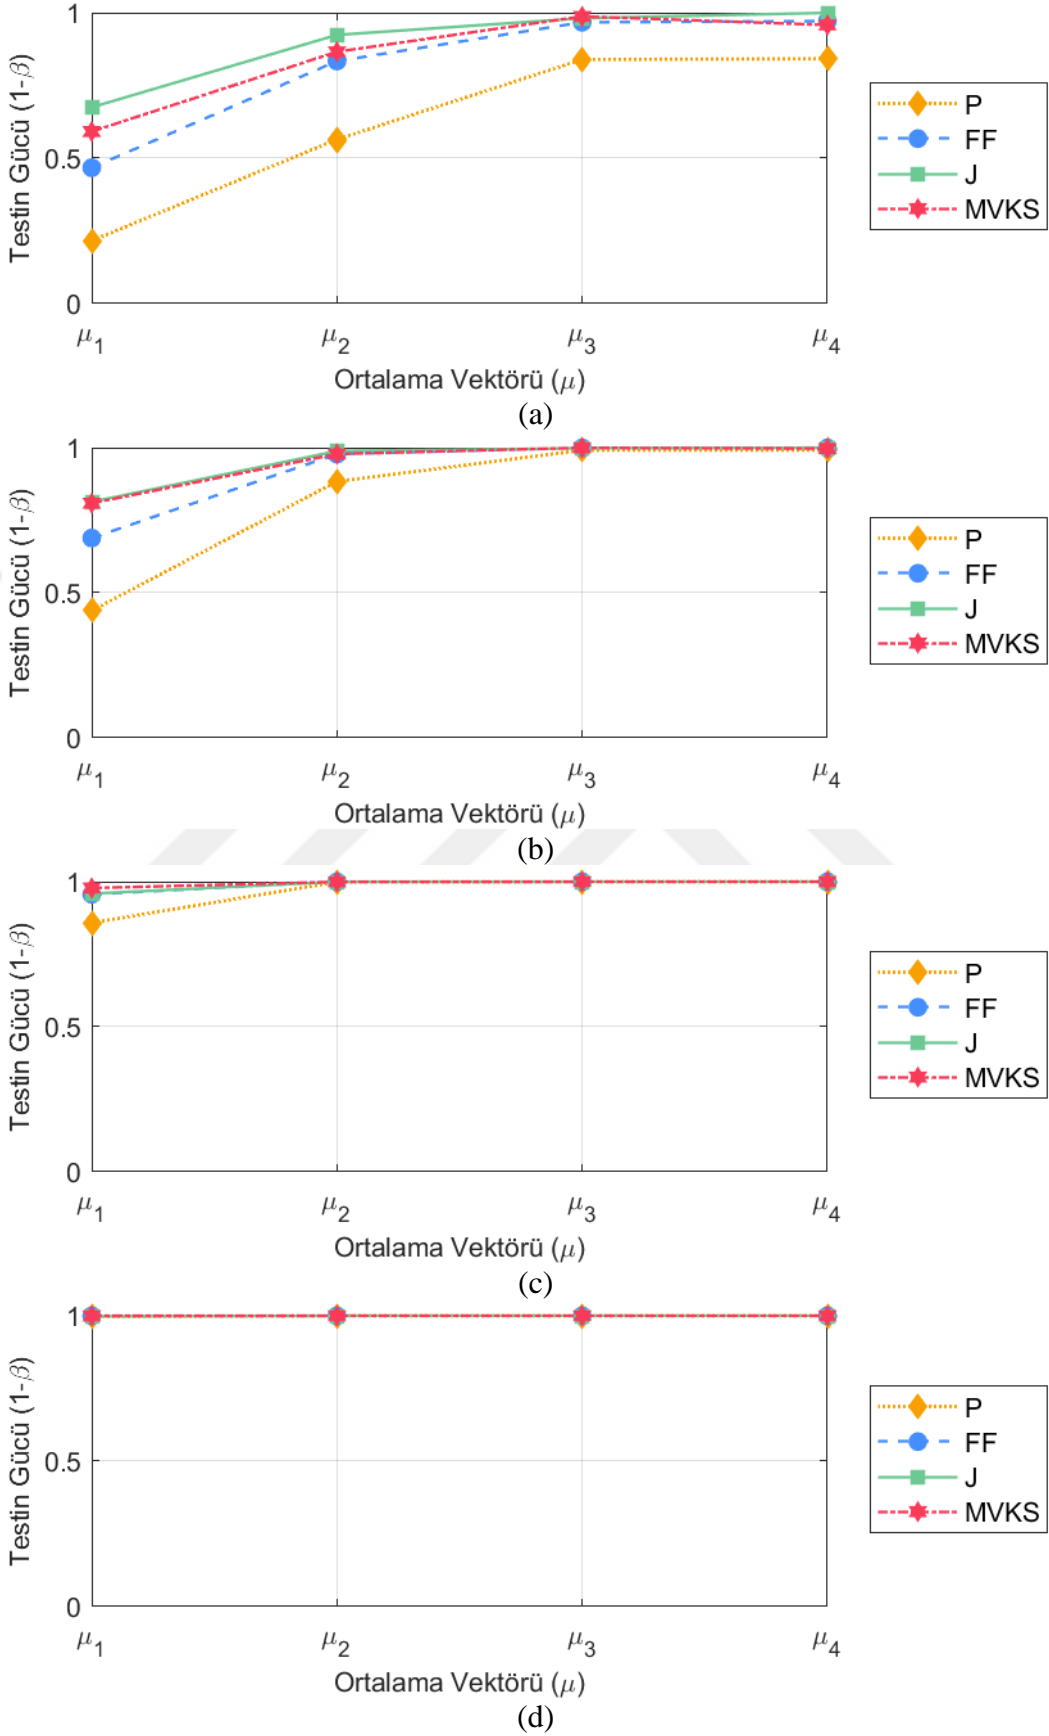 1
0.5
0
Testin Gücü (1-β)
μ1 μ2 μ3 μ4
Ortalama Vektörü (μ)
P
FF
J
MVKS
(a)
1
0.5
0
Testin Gücü (1-β)
μ1 μ2 μ3 μ4
Ortalama Vektörü (μ)
P
FF
J
MVKS
(b)
1
0.5
0
Testin Gücü (1-β)
μ1 μ2 μ3 μ4
Ortalama Vektörü (μ)
P
FF
J
MVKS
(c)
1
0.5
0
Testin Gücü (1-β)
μ1 μ2 μ3 μ4
Ortalama Vektörü (μ)
P
FF
J
MVKS
(d)